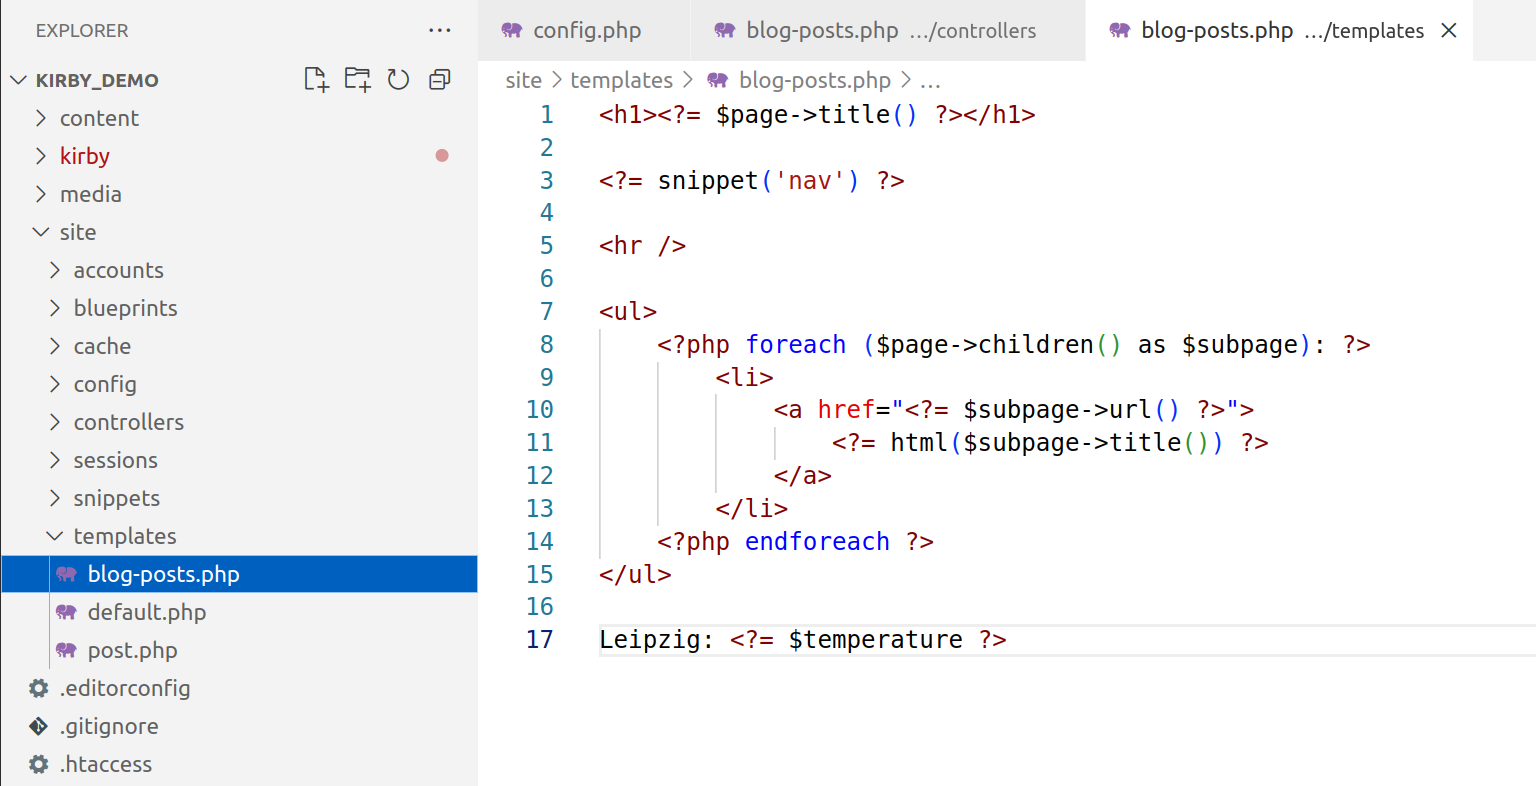 EXPLORER
KIRBY_DEMO
content
kirby
media
site
accounts
blueprints
cache
config
controllers
sessions
snippets
templates
blog-posts.php
default.php
post.php
.editorconfig
.gitignore
.htaccess
config.php
blog-posts.php …/controllers
blog-posts.php …/templates
site > templates > blog-posts.php > …
1 <h1><?= $page->title() ?></h1>
2
3 <?= snippet('nav') ?>
4
5 <hr />
6
7 <ul>
8     <?php foreach ($page->children() as $subpage): ?>
9         <li>
10             <a href="<?= $subpage->url() ?>">
11                 <?= html($subpage->title()) ?>
12             </a>
13         </li>
14     <?php endforeach ?>
15 </ul>
16
17 Leipzig: <?= $temperature ?>